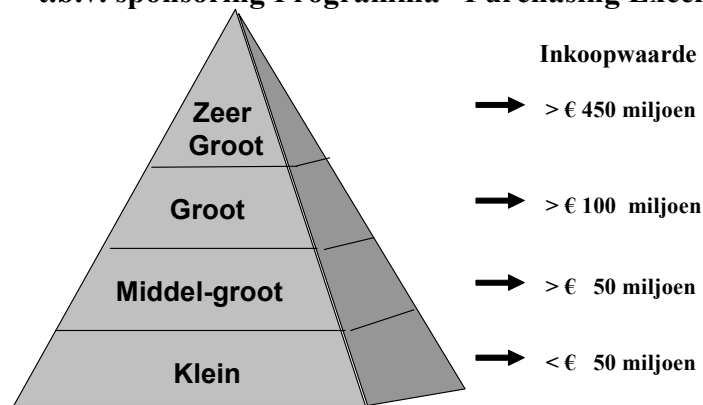 t.b.v. sponsoring Programma "Purchasing Excel
Inkoopwaarde
Zeer
Groot
> € 450 miljoen
Groot
> € 100 miljoen
Middel-groot
> € 50 miljoen
Klein
< € 50 miljoen